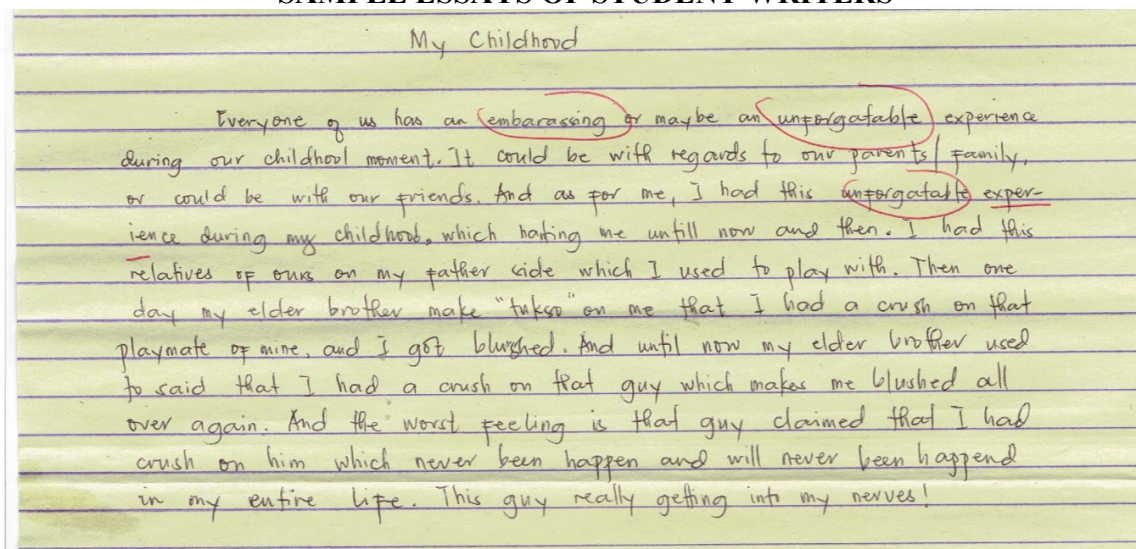 SAMPLE ESSAYS OF STUDENT WRITERS
My Childhood
Everyone of us has an embarassing or maybe an unforgatable experience
during our childhool moment. It could be with regards to our parents/family,
or could be with our friends. And as for me, I had this unforgatable exper-
ience during my childhood, which hating me untill now and then. I had this
relatives of ours on my father side which I used to play with. Then one
day my elder brother make "tukso" on me that I had a crush on that
playmate of mine, and I got blushed. And until now my elder brother used
to said that I had a crush on that guy which makes me blushed all
over again. And the worst feeling is that guy claimed that I had
crush on him which never been happen and will never been happend
in my entire life. This guy really getting into my nerves!